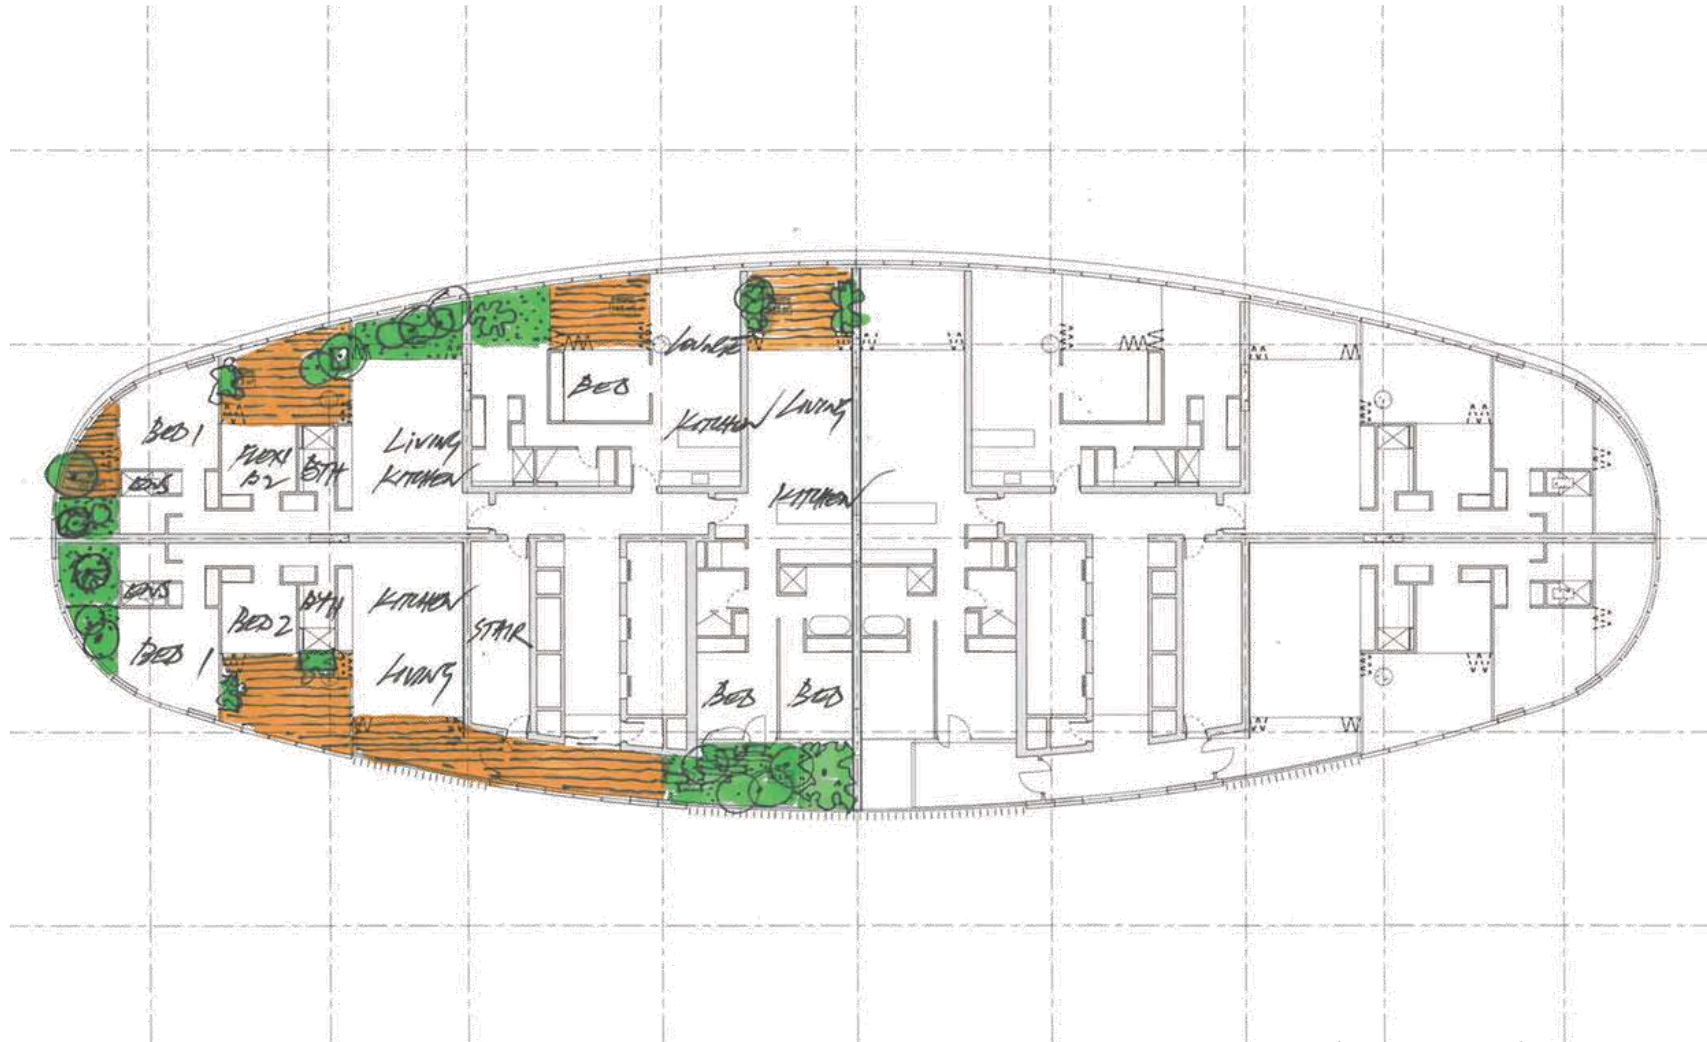 BED
LOUNGE
KITCHEN
LIVING
KITCHEN
BED 1
FLEXI
B2
BTH
LIVING
KITCHEN
ENS
ENS
BED 1
BED 2
BTH
KITCHEN
LIVING
STAIR
BED
BED